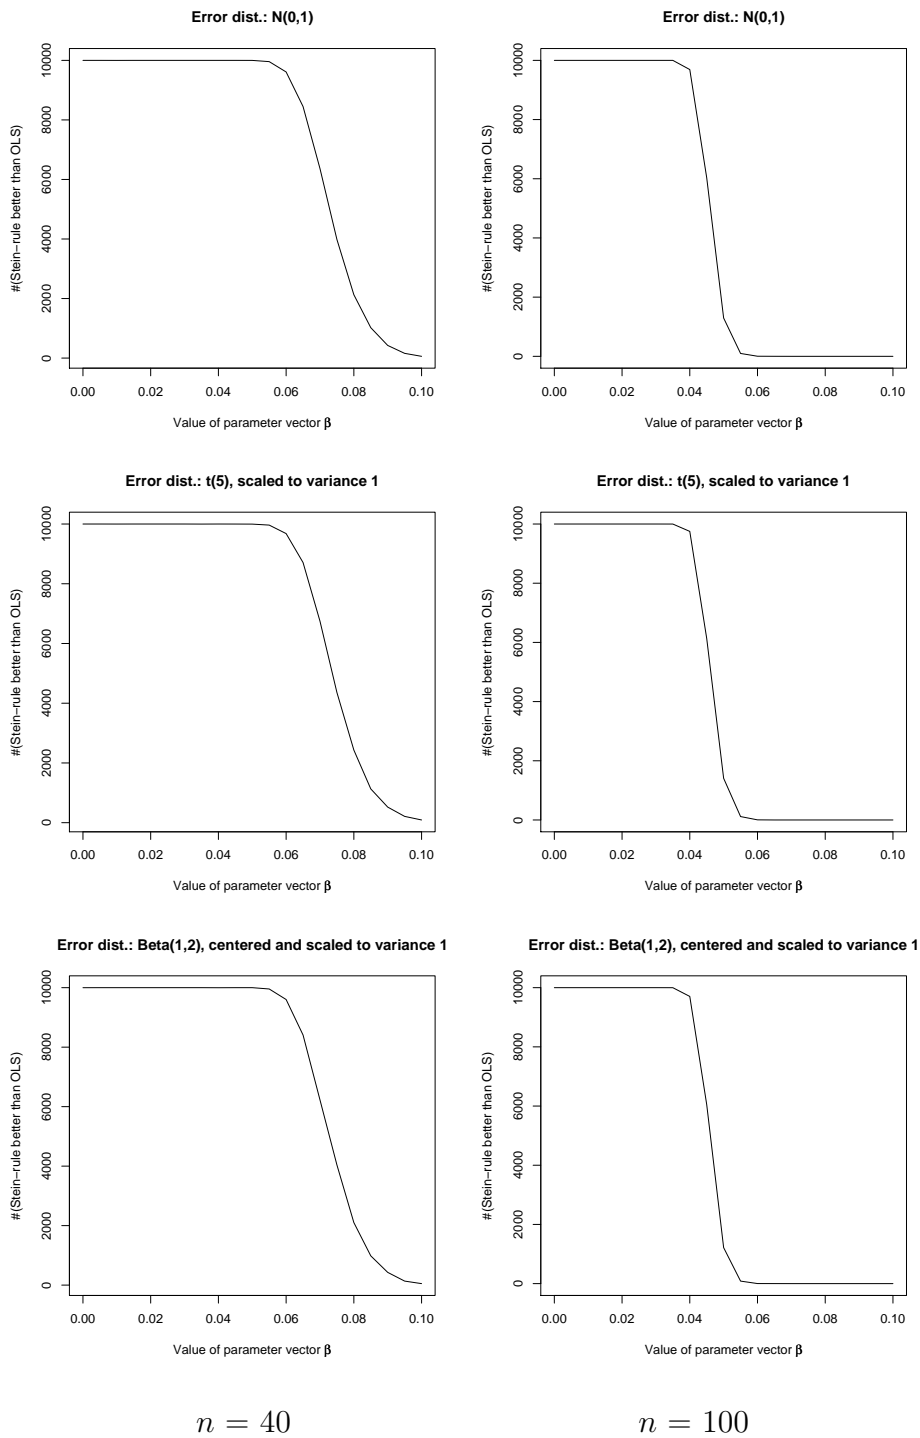 Error dist.: N(0,1)
#(Stein−rule better than OLS)
10000
8000
6000
4000
2000
0
0.00 0.02 0.04 0.06 0.08 0.10
Value of parameter vector β
Error dist.: N(0,1)
#(Stein−rule better than OLS)
10000
8000
6000
4000
2000
0
0.00 0.02 0.04 0.06 0.08 0.10
Value of parameter vector β
Error dist.: t(5), scaled to variance 1
#(Stein−rule better than OLS)
10000
8000
6000
4000
2000
0
0.00 0.02 0.04 0.06 0.08 0.10
Value of parameter vector β
Error dist.: t(5), scaled to variance 1
#(Stein−rule better than OLS)
10000
8000
6000
4000
2000
0
0.00 0.02 0.04 0.06 0.08 0.10
Value of parameter vector β
Error dist.: Beta(1,2), centered and scaled to variance 1
#(Stein−rule better than OLS)
10000
8000
6000
4000
2000
0
0.00 0.02 0.04 0.06 0.08 0.10
Value of parameter vector β
Error dist.: Beta(1,2), centered and scaled to variance 1
#(Stein−rule better than OLS)
10000
8000
6000
4000
2000
0
0.00 0.02 0.04 0.06 0.08 0.10
Value of parameter vector β
n = 40
n = 100